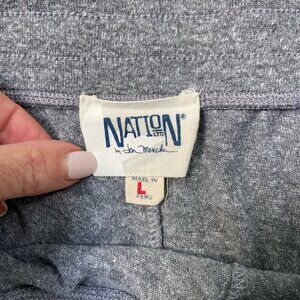 NATION LTD®
by Jen Menchaca
MADE IN
L
PERU